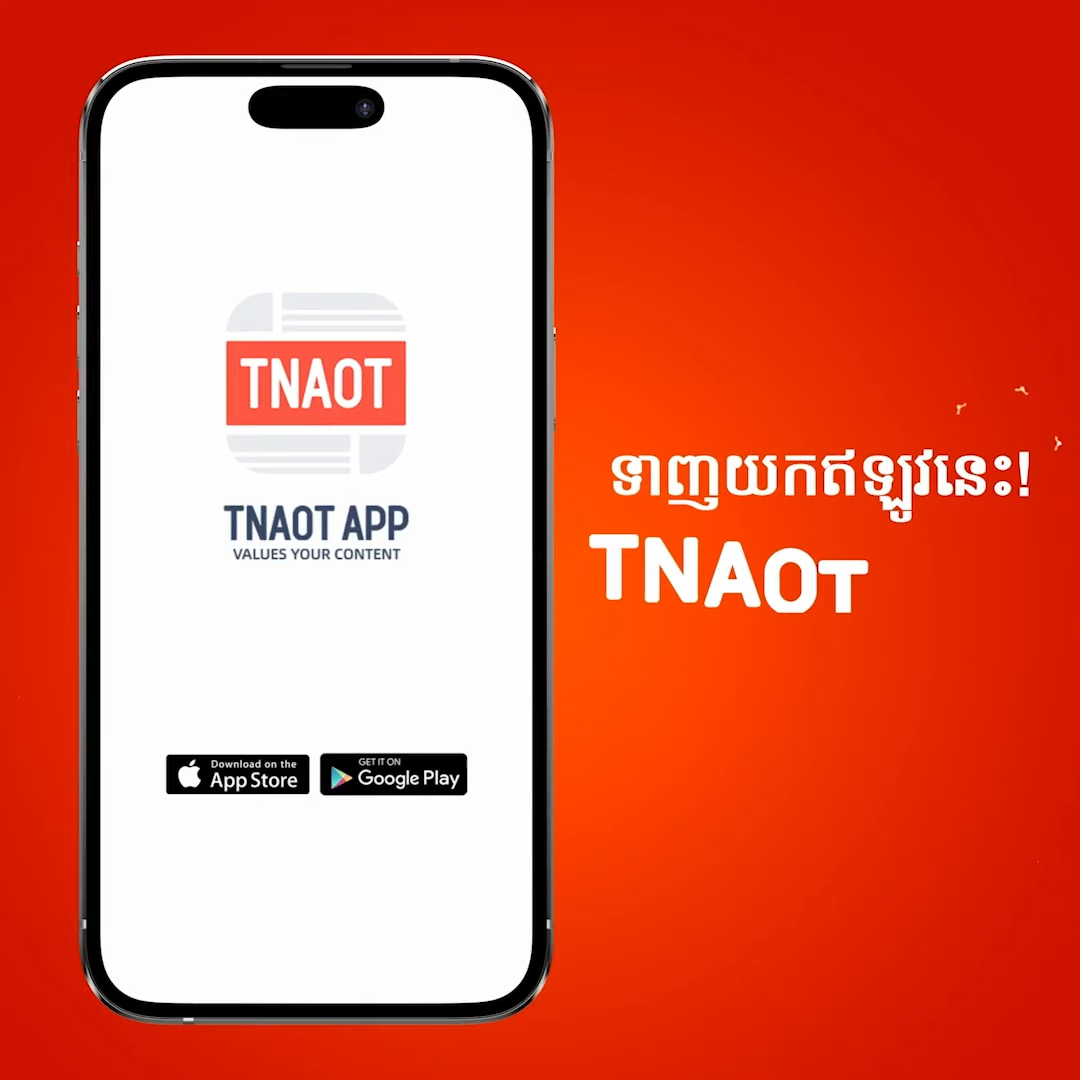 TNAOT
TNAOT APP
VALUES YOUR CONTENT
Download on the
App Store
GET IT ON
Google Play
ទាញយកឥឡូវនេះ!
TNAOT